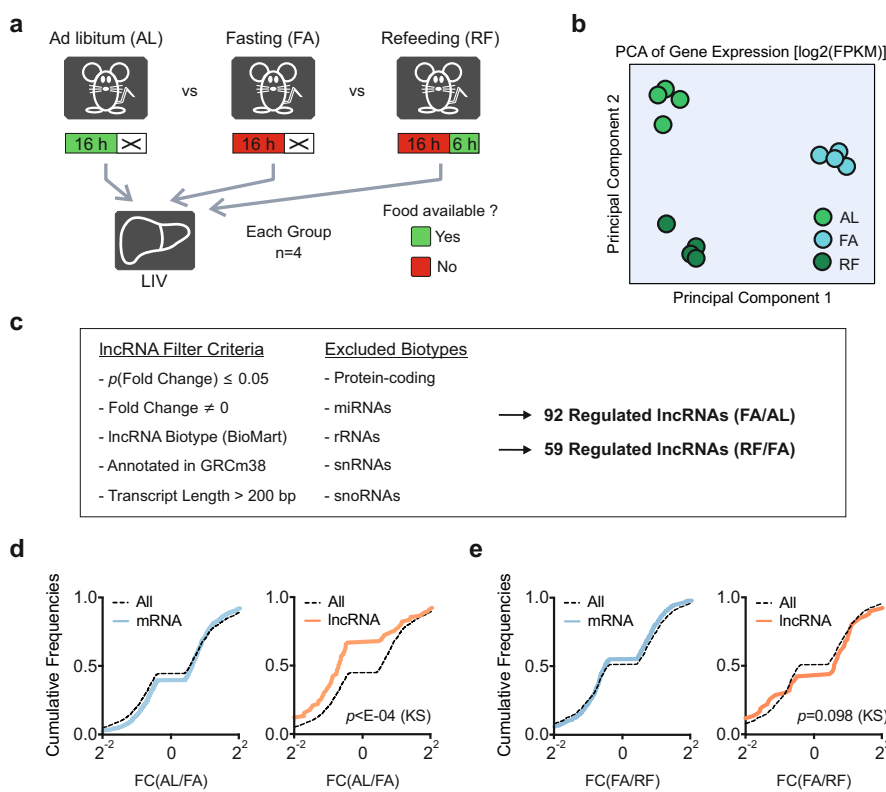 a
Ad libitum (AL)
Fasting (FA)
Refeeding (RF)
vs
vs
16 h
16 h
16 h
6 h
LIV
Each Group
n=4
Food available ?
Yes
No
b
PCA of Gene Expression [log2(FPKM)]
Principal Component 2
AL
FA
RF
Principal Component 1
c
lncRNA Filter Criteria
- p(Fold Change) ≤ 0.05
- Fold Change ≠ 0
- lncRNA Biotype (BioMart)
- Annotated in GRCm38
- Transcript Length > 200 bp
Excluded Biotypes
- Protein-coding
- miRNAs
- rRNAs
- snRNAs
- snoRNAs
92 Regulated lncRNAs (FA/AL)
59 Regulated lncRNAs (RF/FA)
d
Cumulative Frequencies
1.0
0.5
0.0
All
mRNA
2-2
0
22
FC(AL/FA)
1.0
0.5
0.0
All
lncRNA
p<E-04 (KS)
2-2
0
22
FC(AL/FA)
e
Cumulative Frequencies
1.0
0.5
0.0
All
mRNA
2-2
0
22
FC(FA/RF)
1.0
0.5
0.0
All
lncRNA
p=0.098 (KS)
2-2
0
22
FC(FA/RF)